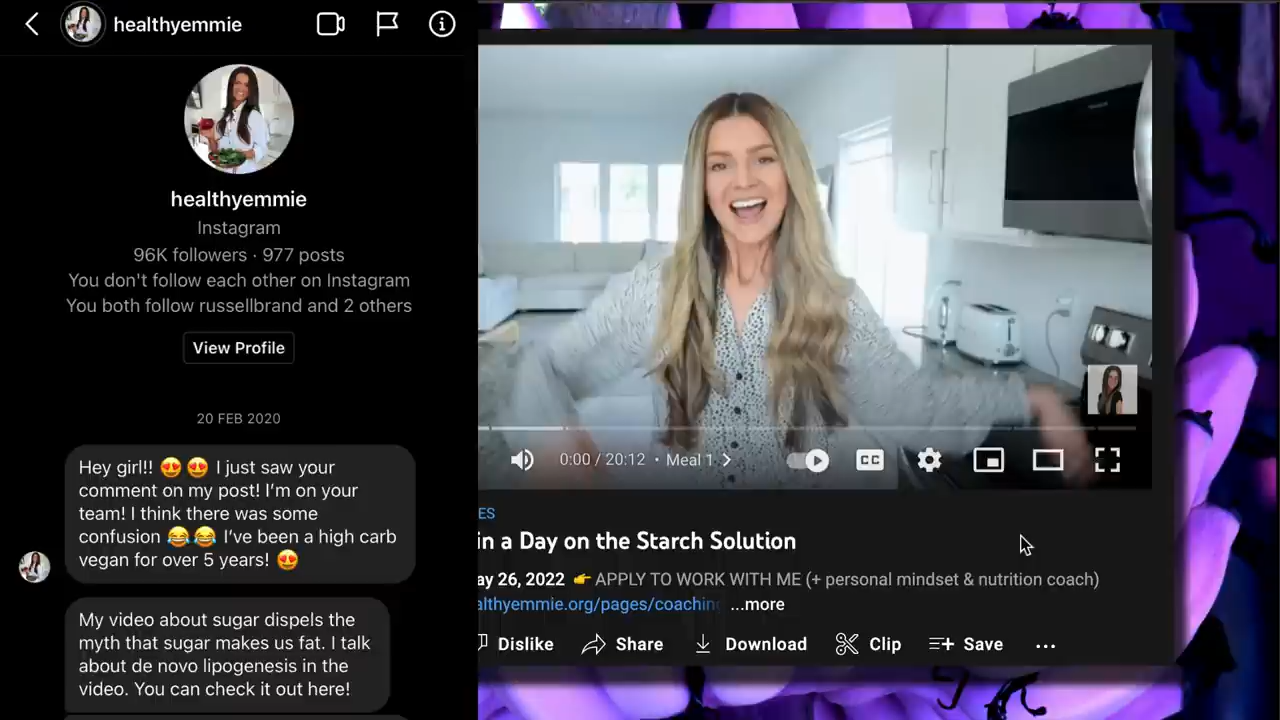 healthyemmie
healthyemmie
Instagram
96K followers · 977 posts
You don't follow each other on Instagram
You both follow russellbrand and 2 others
View Profile
20 FEB 2020
Hey girl!! 😍 😍 I just saw your
comment on my post! I'm on your
team! I think there was some
confusion 😂😂 I've been a high carb
vegan for over 5 years! 😍
My video about sugar dispels the
myth that sugar makes us fat. I talk
about de novo lipogenesis in the
video. You can check it out here!
0:00 / 20:12 • Meal 1
CC
ES
in a Day on the Starch Solution
ay 26, 2022 👉 APPLY TO WORK WITH ME (+ personal mindset & nutrition coach)
althyemmie.org/pages/coaching ...more
Dislike Share Download Clip Save ...